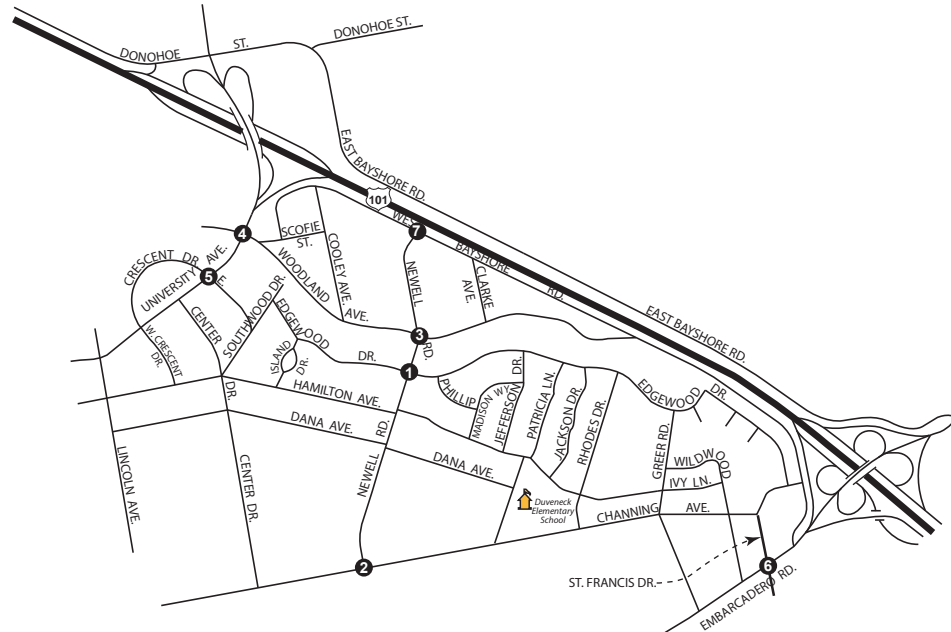 DONOHOE ST.
DONOHOE ST.
EAST BAYSHORE RD.
101
WEST BAYSHORE RD.
4
7
SCOFIE
ST.
COOLEY AVE.
CRESCENT DR
UNIVERSITY AVE.
5
E
WOODLAND AVE.
NEWELL RD.
CLARKE
AVE.
SOUTHWOOD DR.
CENTER DR.
W. CRESCENT
DR.
EDGEWOOD DR.
ISLAND
DR.
3
EAST BAYSHORE RD.
1
PHILLIP
MADISON WY
JEFFERSON DR.
PATRICIA LN.
JACKSON DR.
RHODES DR.
EDGEWOOD DR.
HAMILTON AVE.
DANA AVE.
NEWELL RD.
DANA AVE.
GREER RD.
WILDWOOD
IVY LN.
LINCOLN AVE.
CENTER DR.
Duveneck
Elementary
School
CHANNING AVE.
2
ST. FRANCIS DR.
6
EMBARCADERO RD.